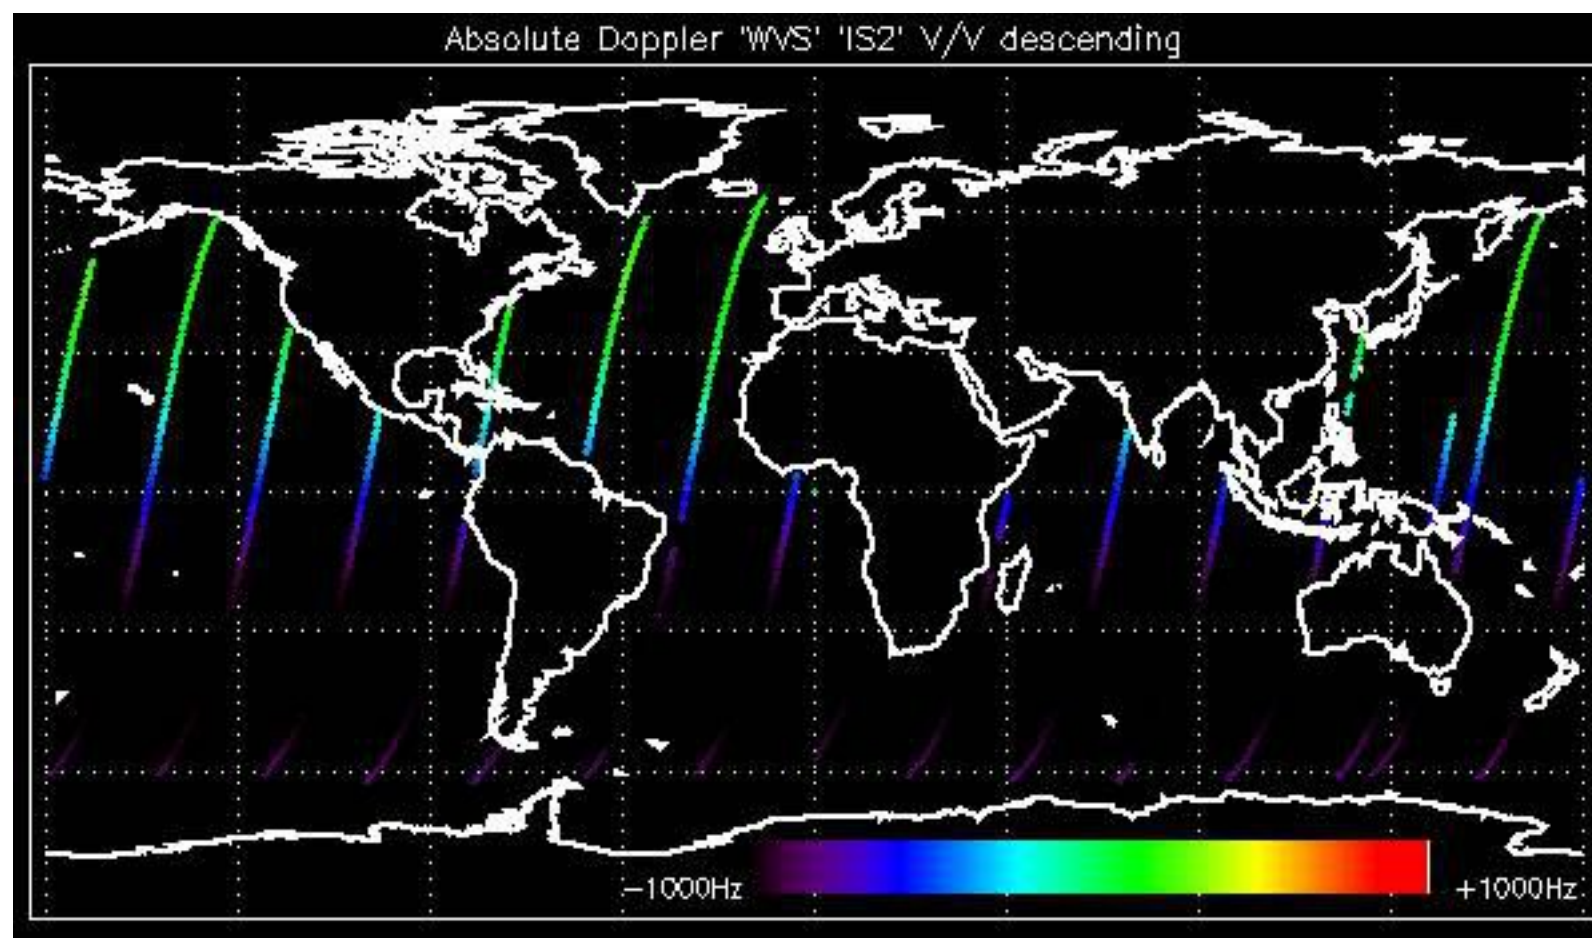 Absolute Doppler 'WVS' 'IS2' V/V descending
-1000Hz
+1000Hz